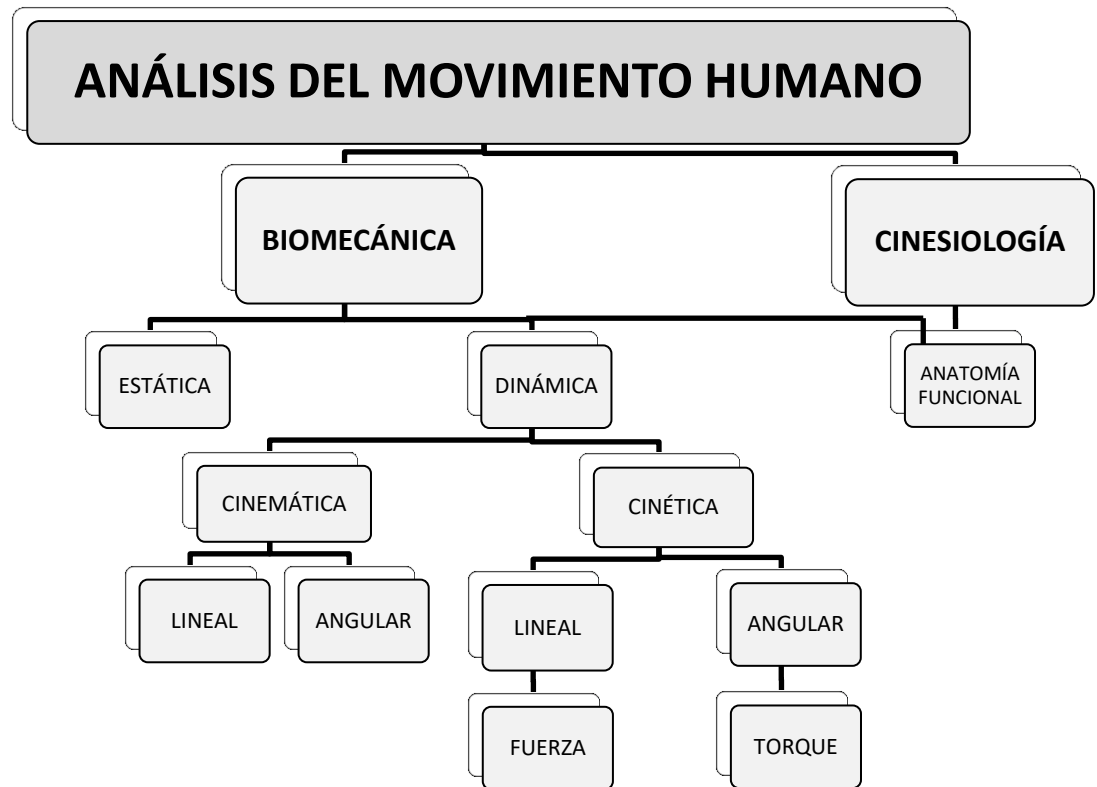 ANÁLISIS DEL MOVIMIENTO HUMANO
BIOMECÁNICA
CINESIOLOGÍA
ESTÁTICA
DINÁMICA
ANATOMÍA
FUNCIONAL
CINEMÁTICA
CINÉTICA
LINEAL
ANGULAR
LINEAL
ANGULAR
FUERZA
TORQUE